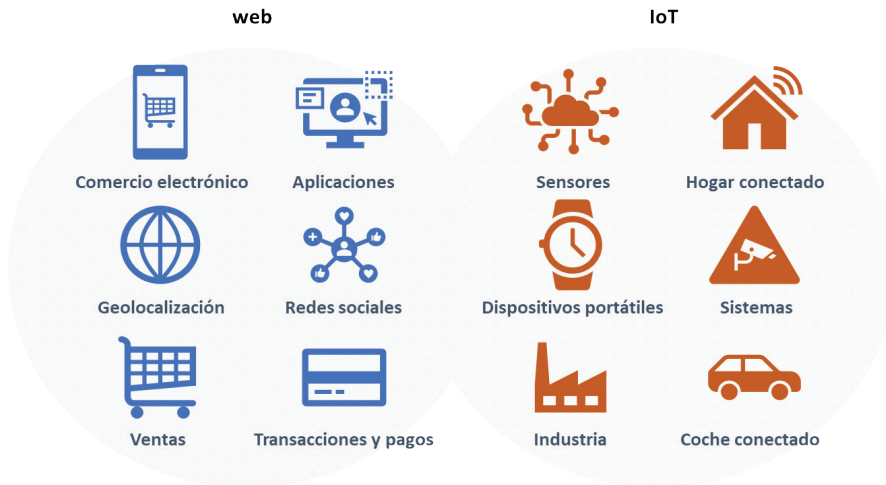 web
IoT
Comercio electrónico
Aplicaciones
Sensores
Hogar conectado
Geolocalización
Redes sociales
Dispositivos portátiles
Sistemas
Ventas
Transacciones y pagos
Industria
Coche conectado